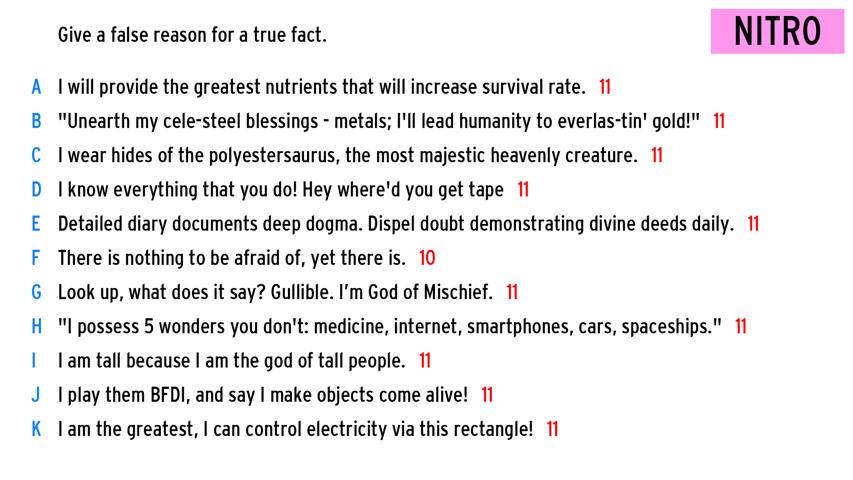 Give a false reason for a true fact.
NITRO
A I will provide the greatest nutrients that will increase survival rate. 11
B "Unearth my cele-steel blessings - metals; I'll lead humanity to everlas-tin' gold!" 11
C I wear hides of the polyestersaurus, the most majestic heavenly creature. 11
D I know everything that you do! Hey where'd you get tape 11
E Detailed diary documents deep dogma. Dispel doubt demonstrating divine deeds daily. 11
F There is nothing to be afraid of, yet there is. 10
G Look up, what does it say? Gullible. I’m God of Mischief. 11
H "I possess 5 wonders you don't: medicine, internet, smartphones, cars, spaceships." 11
I I am tall because I am the god of tall people. 11
J I play them BFDI, and say I make objects come alive! 11
K I am the greatest, I can control electricity via this rectangle! 11